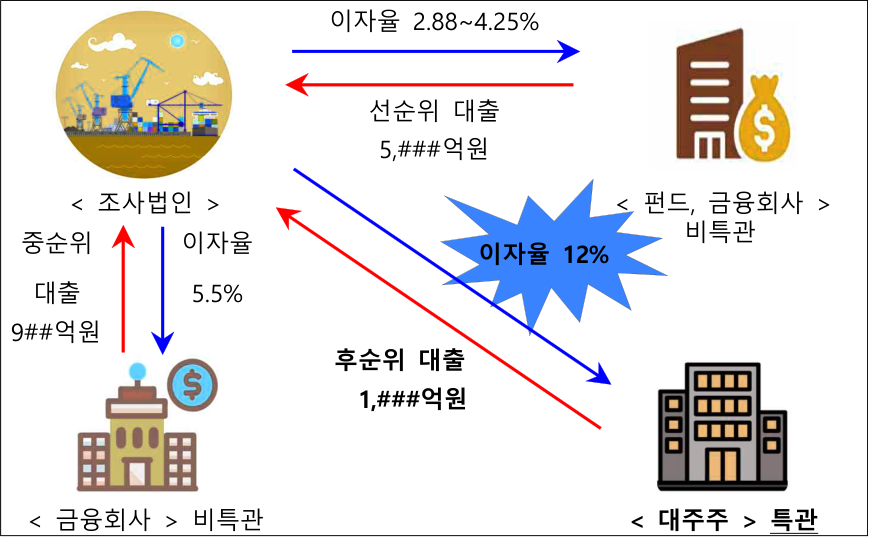 이자율 2.88~4.25%
선순위 대출
5,###억원
$
< 조사법인 >
< 펀드, 금융회사 >
비특관
중순위
대출
9##억원
이자율
5.5%
이자율 12%
후순위 대출
1,###억원
$
< 금융회사 > 비특관
< 대주주 > 특관